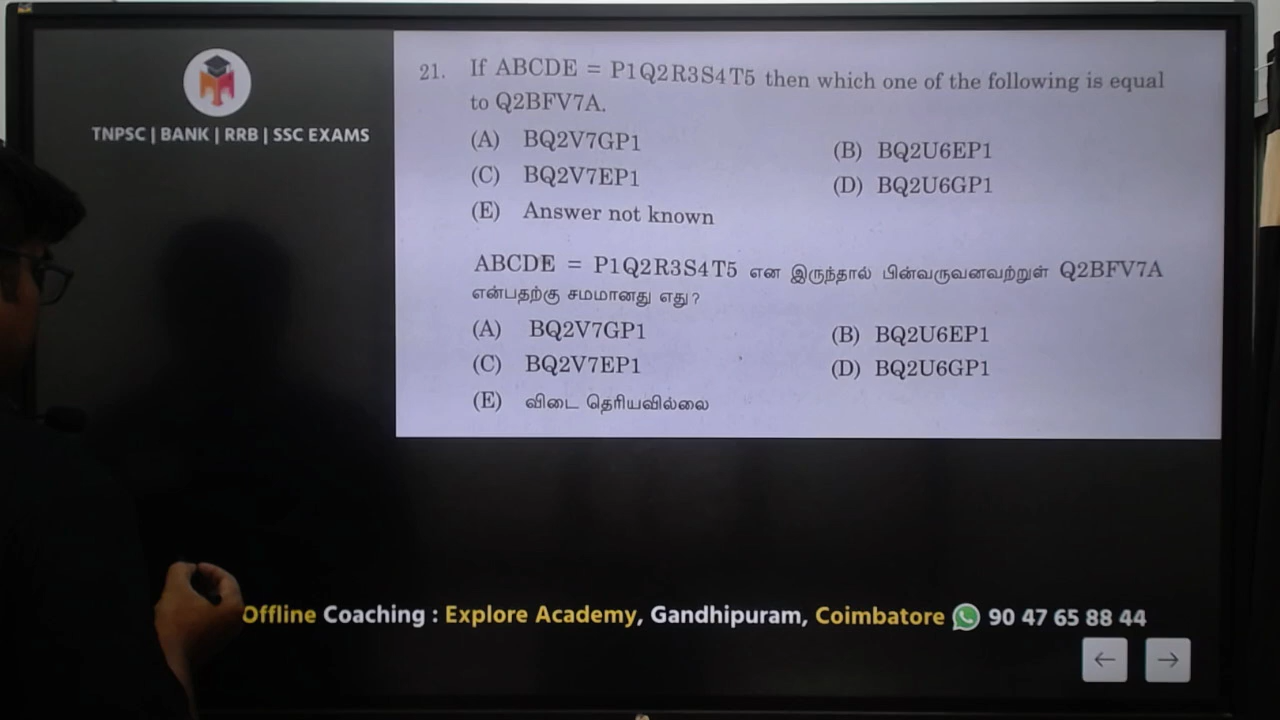 TNPSC | BANK | RRB | SSC EXAMS
21. If ABCDE = P1Q2R3S4T5 then which one of the following is equal
to Q2BFV7A.
(A) BQ2V7GP1
(B) BQ2U6EP1
(C) BQ2V7EP1
(D) BQ2U6GP1
(E) Answer not known
ABCDE = P1Q2R3S4T5 என இருந்தால் பின்வருவனவற்றுள் Q2BFV7A
என்பதற்கு சமமானது எது?
(A) BQ2V7GP1
(B) BQ2U6EP1
(C) BQ2V7EP1
(D) BQ2U6GP1
(E) விடை தெரியவில்லை
Offline Coaching : Explore Academy, Gandhipuram, Coimbatore 90 47 65 88 44